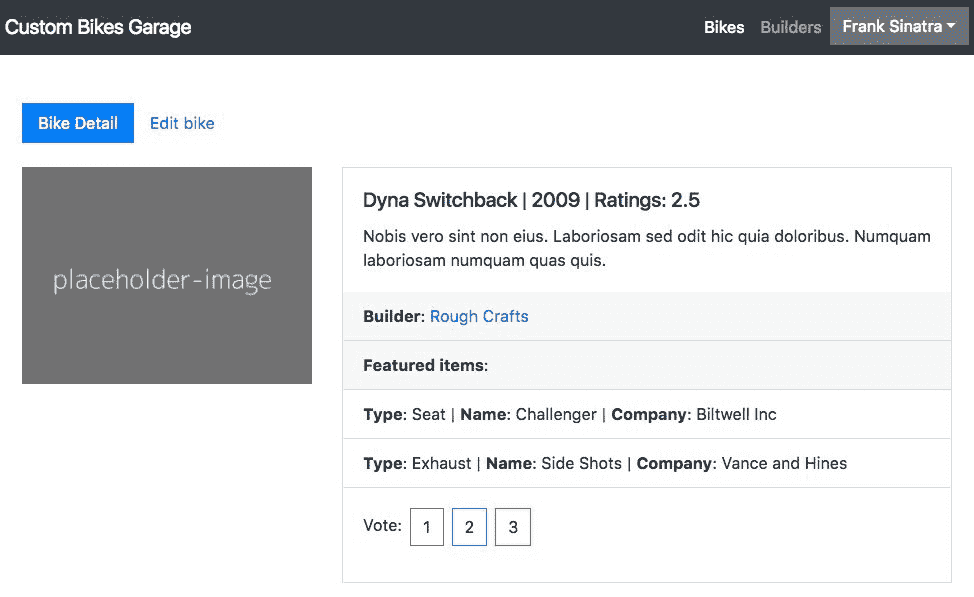 Custom Bikes Garage
Bikes Builders Frank Sinatra
Bike Detail Edit bike
placeholder-image
Dyna Switchback | 2009 | Ratings: 2.5
Nobis vero sint non eius. Laboriosam sed odit hic quia doloribus. Numquam
laboriosam numquam quas quis.
Builder: Rough Crafts
Featured items:
Type: Seat | Name: Challenger | Company: Biltwell Inc
Type: Exhaust | Name: Side Shots | Company: Vance and Hines
Vote: 1 2 3